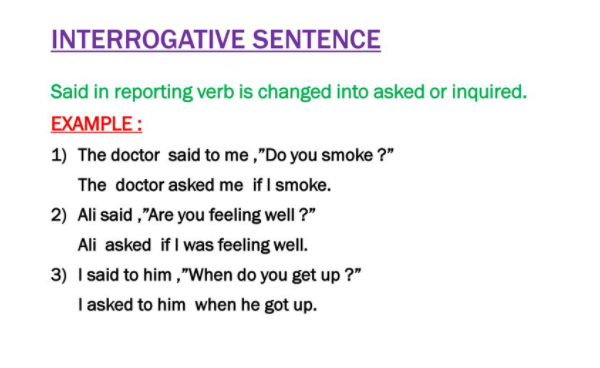 INTERROGATIVE SENTENCE
Said in reporting verb is changed into asked or inquired.
EXAMPLE :
1) The doctor said to me ,”Do you smoke ?”
The doctor asked me if I smoke.
2) Ali said ,”Are you feeling well ?”
Ali asked if I was feeling well.
3) I said to him ,”When do you get up ?”
I asked to him when he got up.